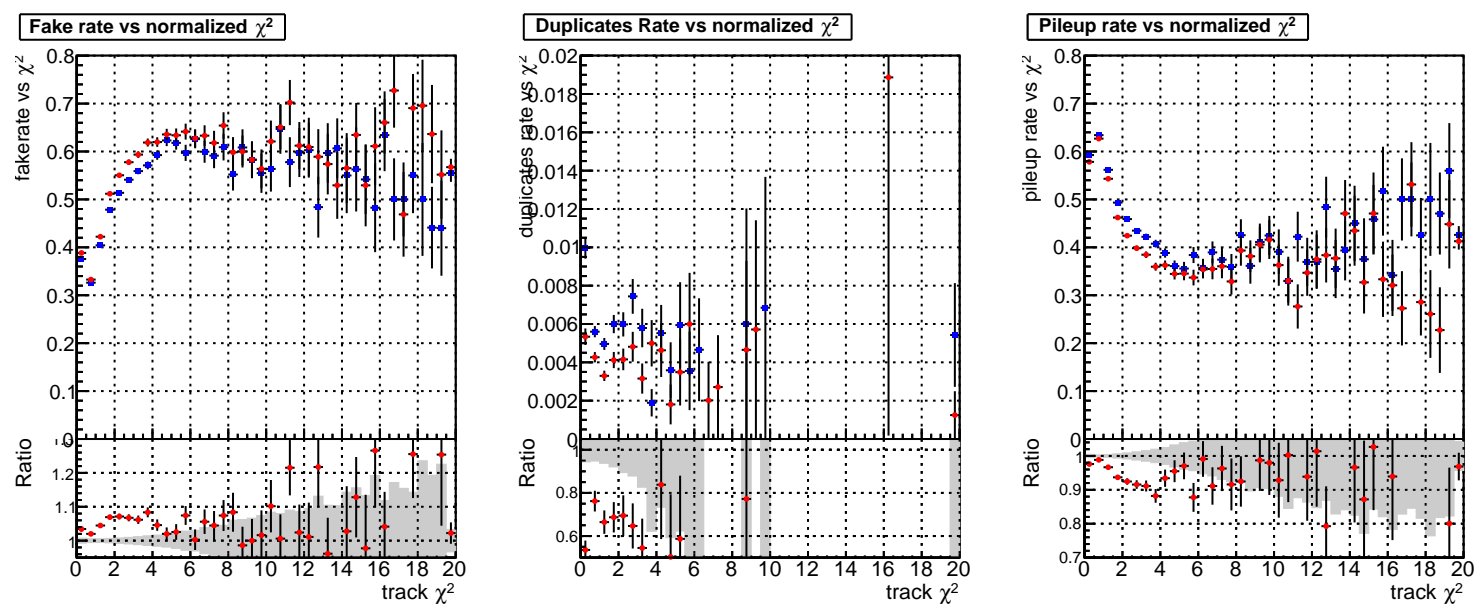 Fake rate vs normalized χ²
fakerate vs χ²
0.8
0.7
0.6
0.5
0.4
0.3
0.2
0.1
0
Ratio
1.2
1.1
1
0 2 4 6 8 10 12 14 16 18 20
track χ²
Duplicates Rate vs normalized χ²
duplicates rate vs χ²
0.02
0.018
0.016
0.014
0.012
0.01
0.008
0.006
0.004
0.002
0
Ratio
1
0.8
0.6
0 2 4 6 8 10 12 14 16 18 20
track χ²
Pileup rate vs normalized χ²
pileup rate vs χ²
0.8
0.7
0.6
0.5
0.4
0.3
0.2
0.1
0
Ratio
1
0.9
0.8
0.7
0 2 4 6 8 10 12 14 16 18 20
track χ²